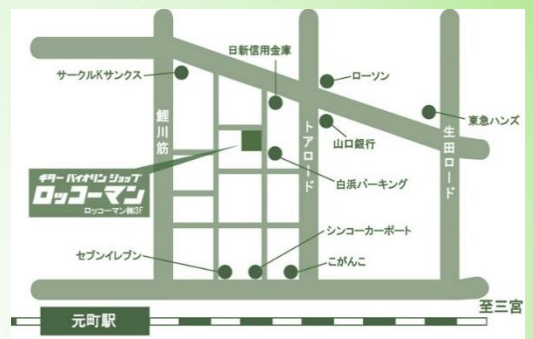 日新信用金庫
サークルKサンクス
ローソン
東急ハンズ
鯉川筋
トアロード
山口銀行
生田ロード
白浜パーキング
ギター バイオリン ショップ
ロッコーマン
ロッコーマン㈱3F
シンコーカーポート
セブンイレブン
こがんこ
至三宮
元町駅